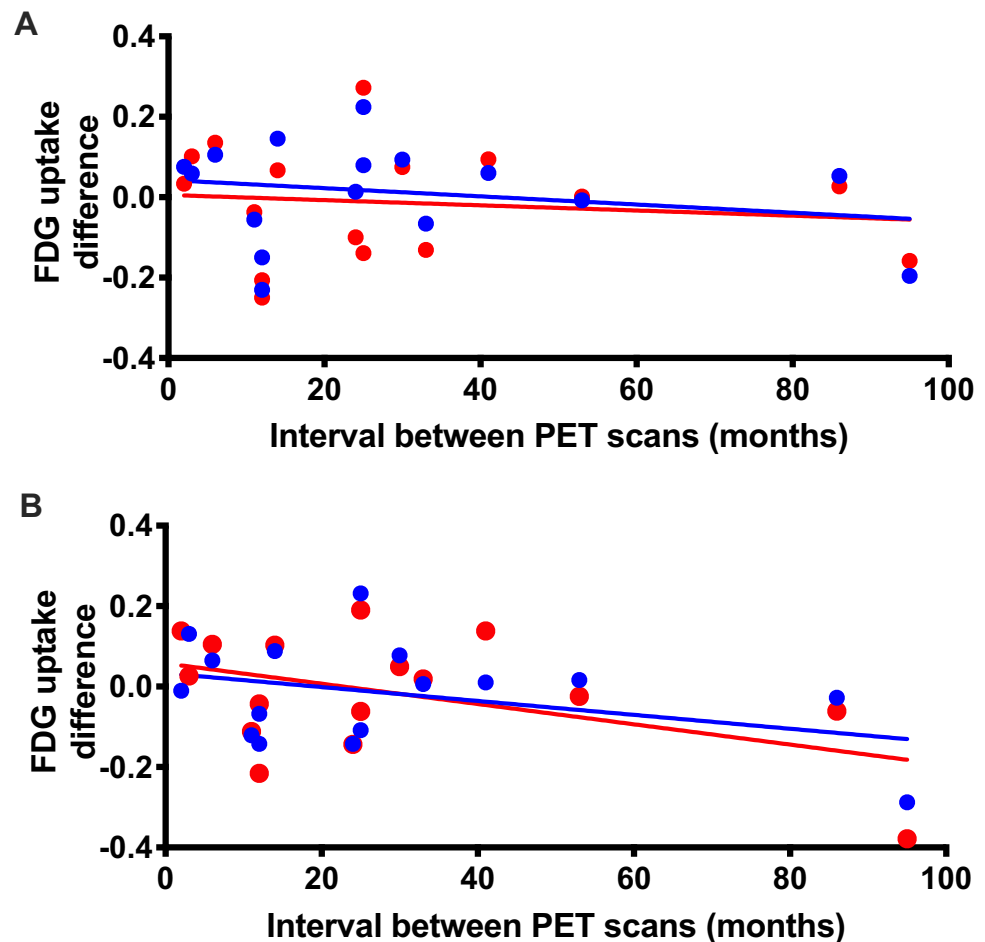 A
FDG uptake
difference
0.4
0.2
0.0
-0.2
-0.4
0 20 40 60 80 100
Interval between PET scans (months)
B
FDG uptake
difference
0.4
0.2
0.0
-0.2
-0.4
0 20 40 60 80 100
Interval between PET scans (months)